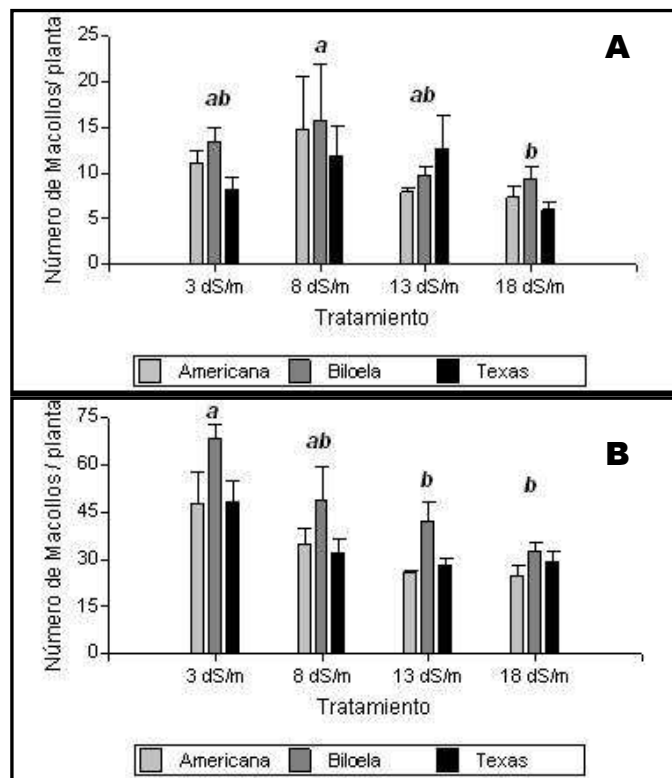 A
Número de Macollos/ planta
25
20
15
10
5
0
ab
a
ab
b
3 dS/m 8 dS/m 13 dS/m 18 dS/m
Tratamiento
Americana Biloela Texas
B
Número de Macollos / planta
75
60
45
30
15
0
a
ab
b
b
3 dS/m 8 dS/m 13 dS/m 18 dS/m
Tratamiento
Americana Biloela Texas